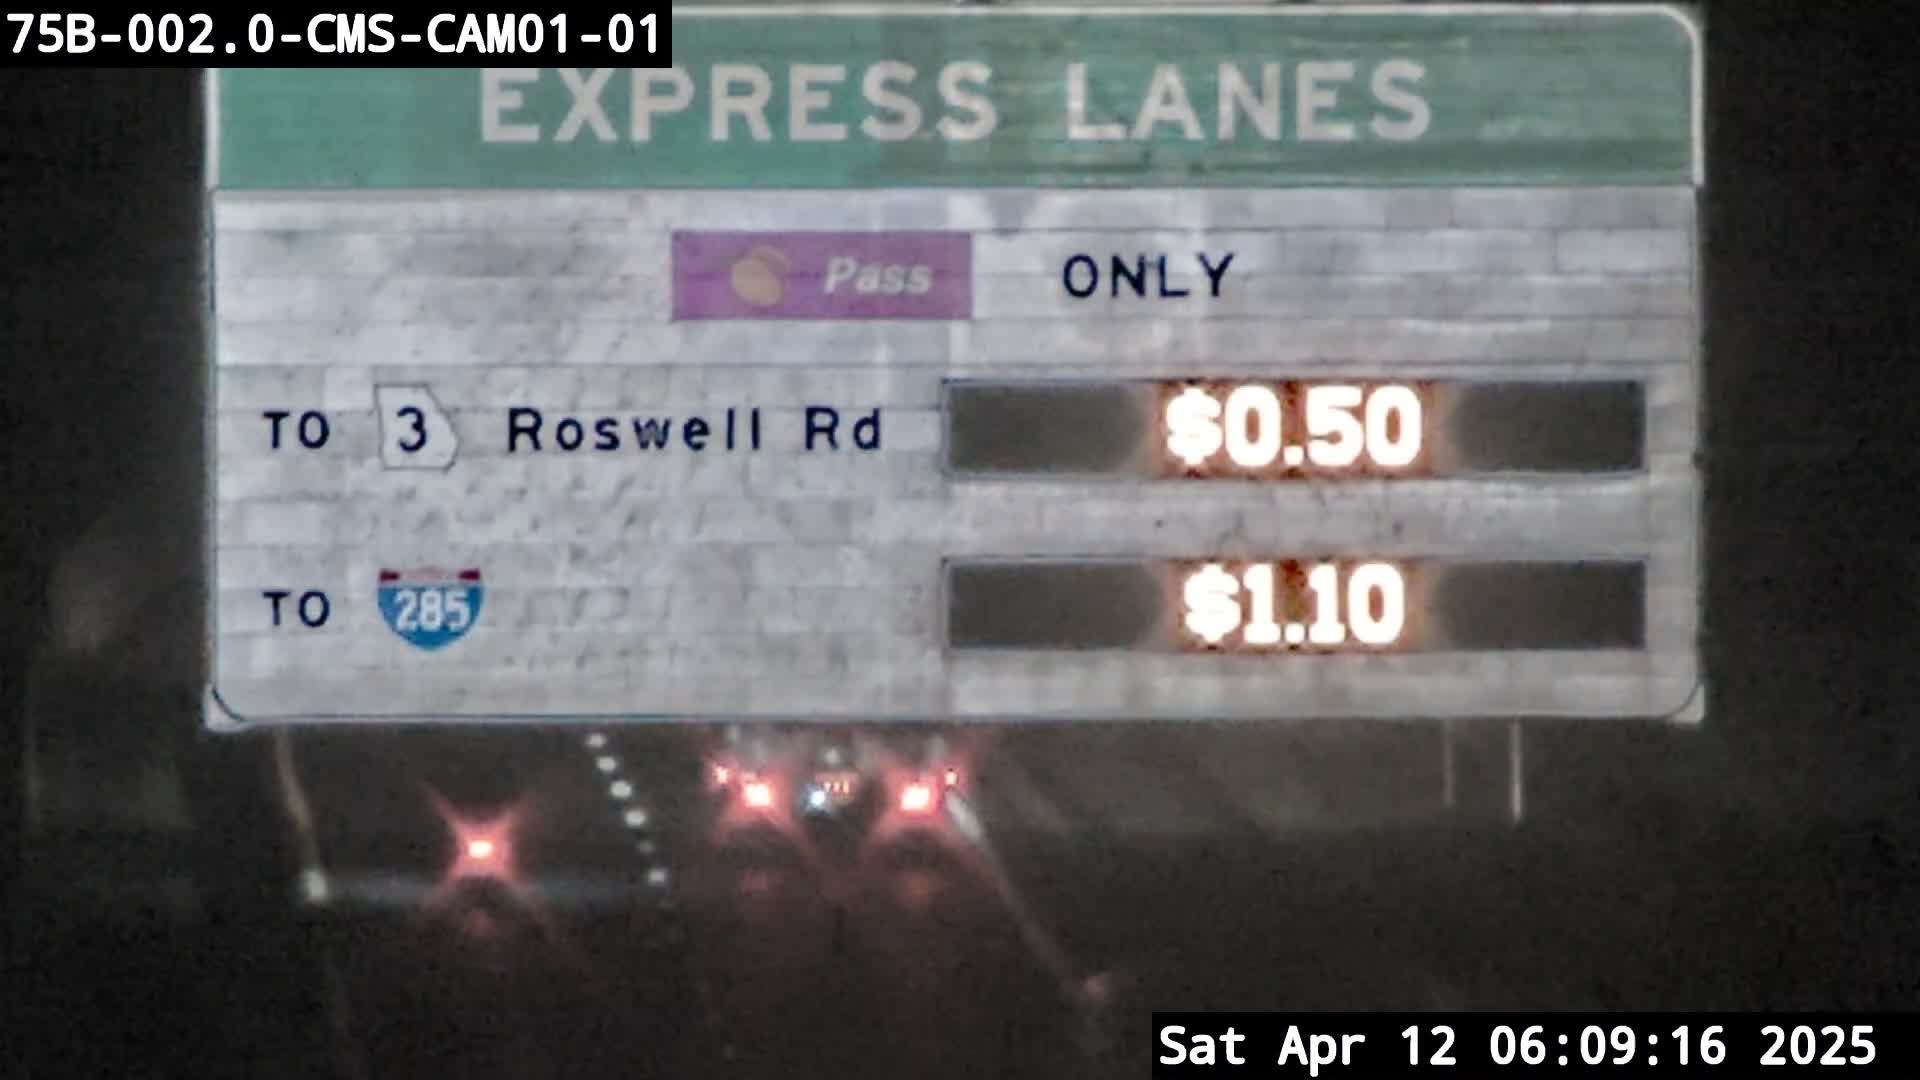 75B-002.0-CMS-CAM01-01
EXPRESS LANES
Pass ONLY
TO 3 Roswell Rd $0.50
TO 285 $1.10
Sat Apr 12 06:09:16 2025